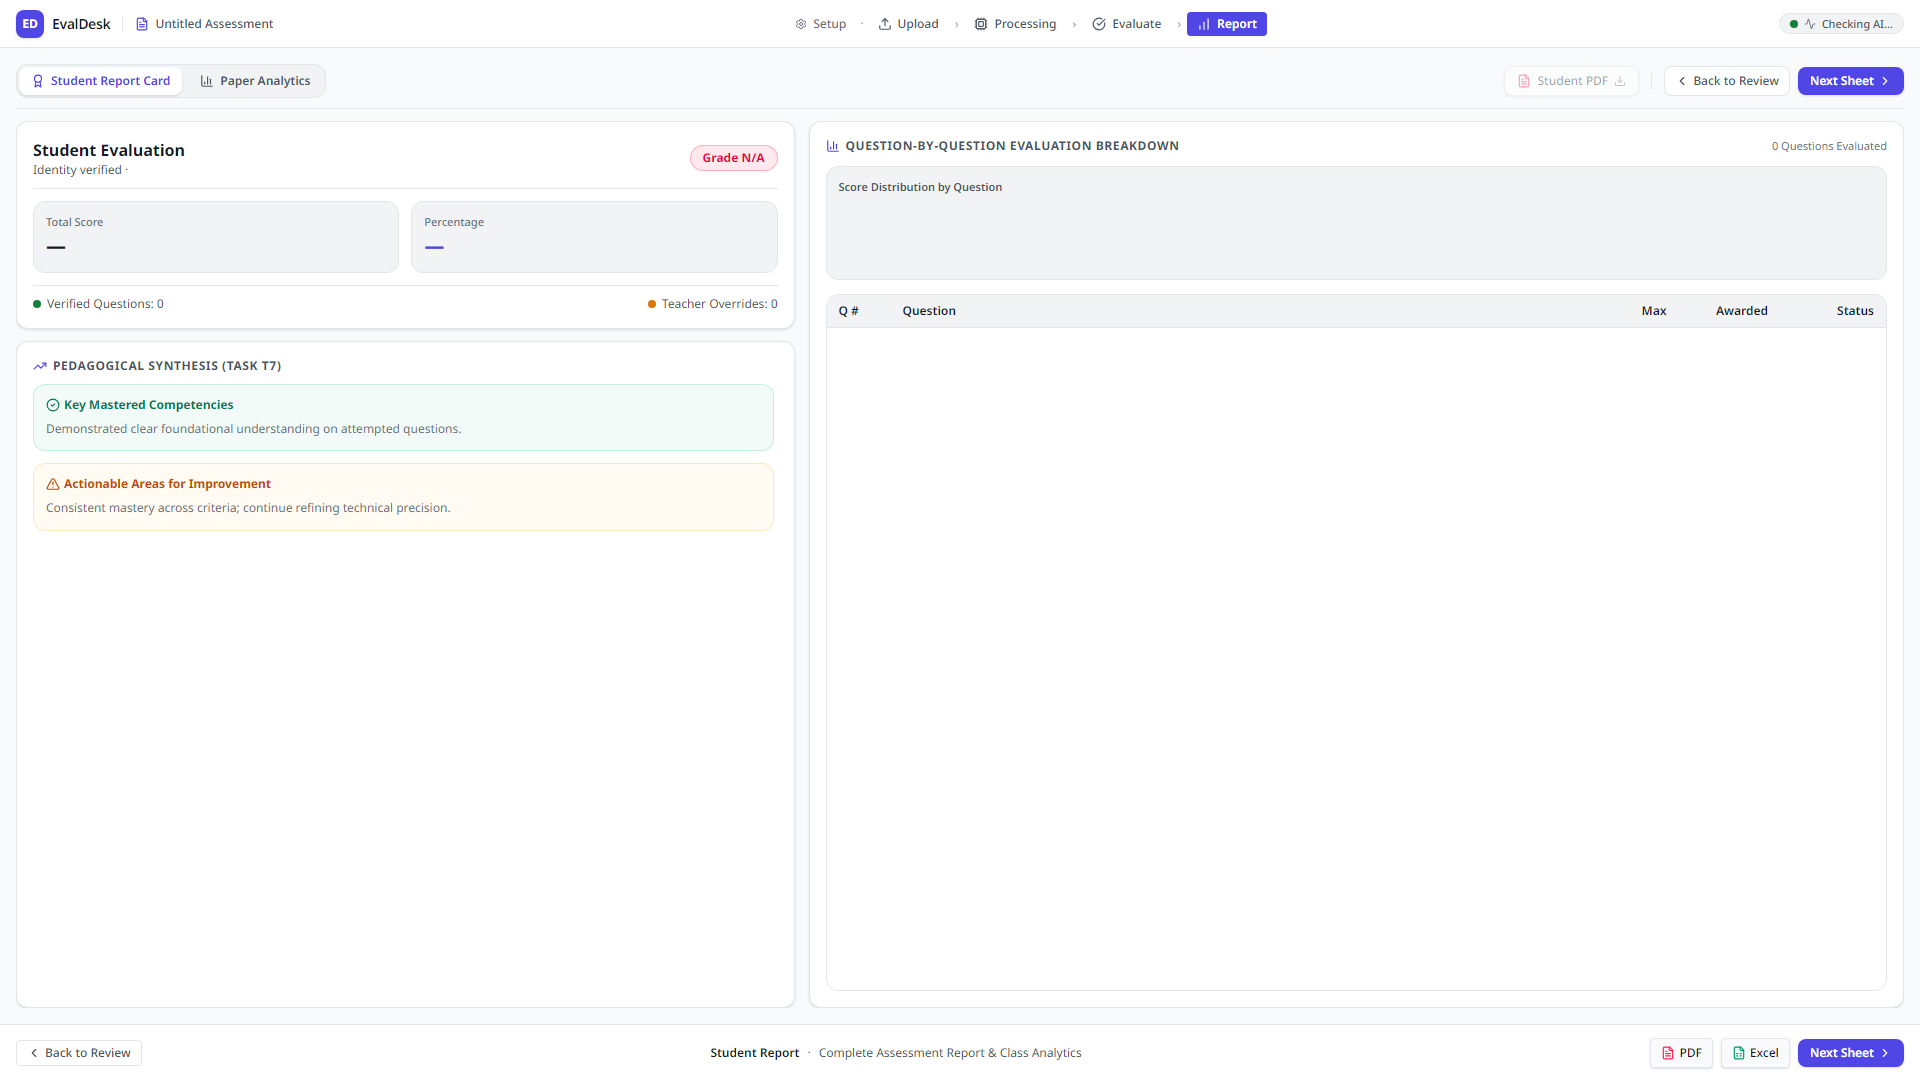 ED EvalDesk Untitled Assessment Setup · Upload › Processing › Evaluate › Report Checking AI...
Student Report Card Paper Analytics Student PDF Back to Review Next Sheet
Student Evaluation
Identity verified ·
Grade N/A
Total Score
—
Percentage
—
Verified Questions: 0 Teacher Overrides: 0
PEDAGOGICAL SYNTHESIS (TASK T7)
Key Mastered Competencies
Demonstrated clear foundational understanding on attempted questions.
Actionable Areas for Improvement
Consistent mastery across criteria; continue refining technical precision.
QUESTION-BY-QUESTION EVALUATION BREAKDOWN 0 Questions Evaluated
Score Distribution by Question
Q # Question Max Awarded Status
Back to Review Student Report · Complete Assessment Report & Class Analytics PDF Excel Next Sheet